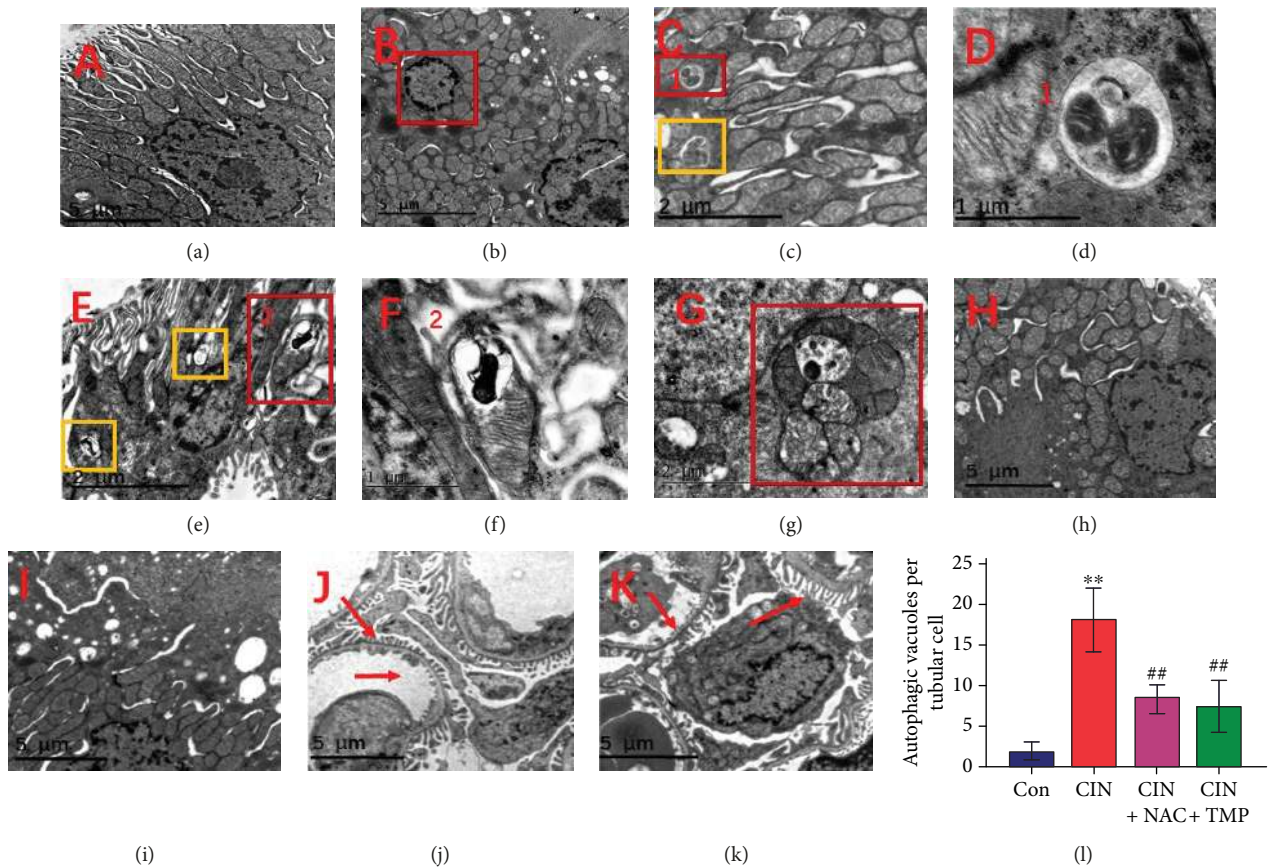 A
5 μm
B
5 μm
C
1
2 μm
D
1
1 μm
(a)
(b)
(c)
(d)
E
2
2 μm
F
2
1 μm
G
2 μm
H
5 μm
(e)
(f)
(g)
(h)
I
5 μm
J
5 μm
K
5 μm
Autophagic vacuoles per
tubular cell
25
20
15
10
5
0
**
##
##
Con
CIN
CIN
+ NAC
CIN
+ TMP
(i)
(j)
(k)
(l)